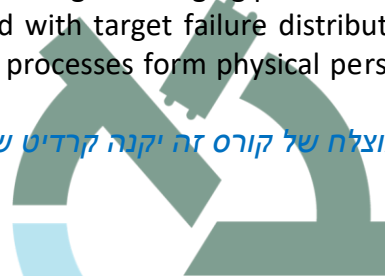 d with target failure distribut
processes form physical pers
וצלח של קורס זה יקנה קרדיט ש